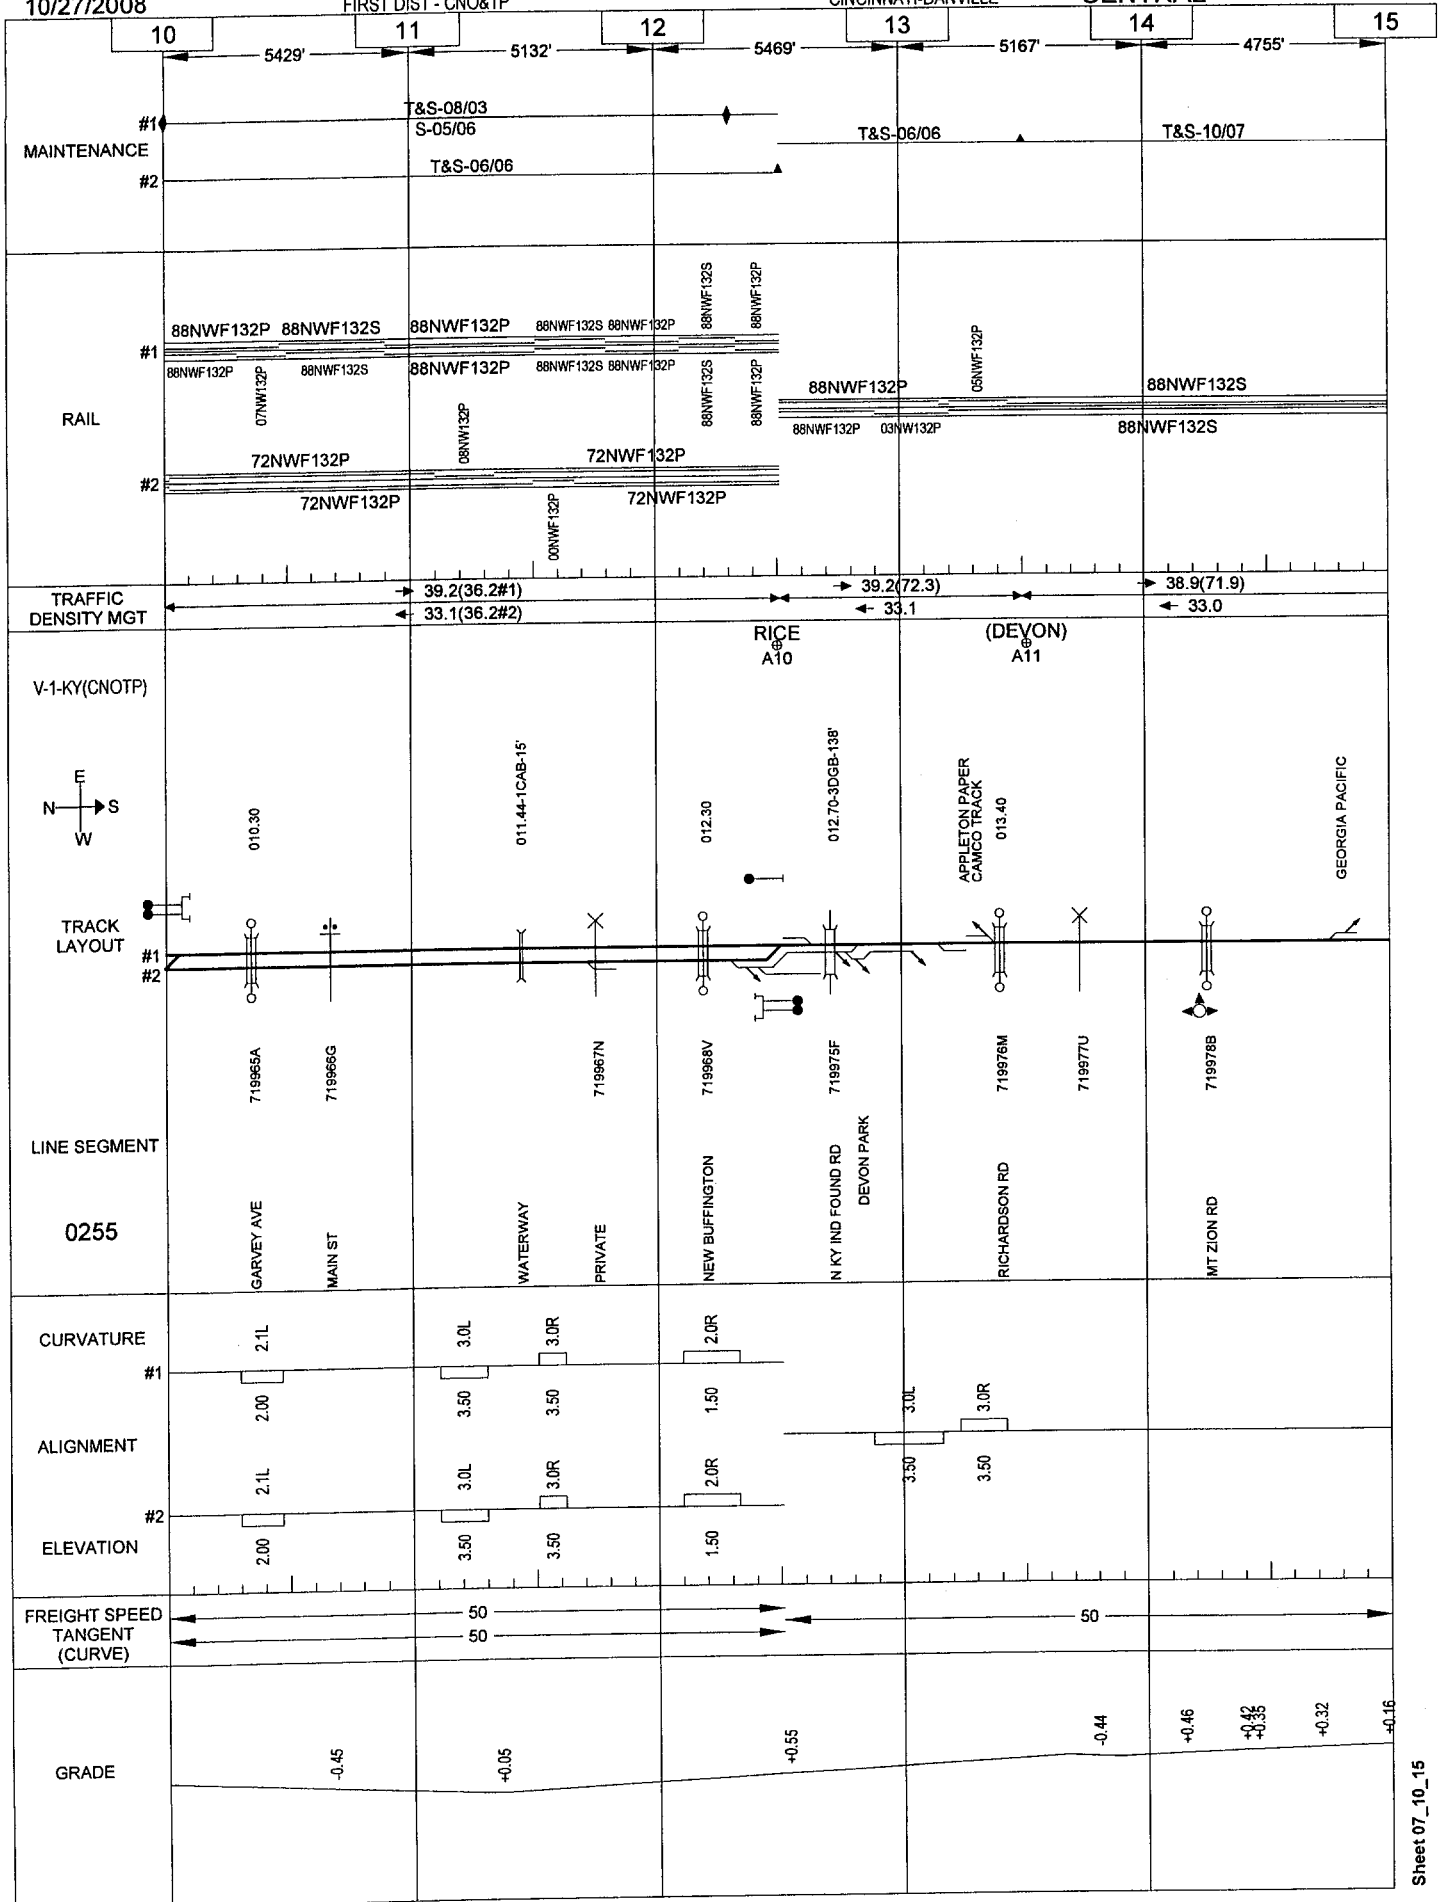 10/27/2008
FIRST DIST - CNO&TP
CINCINNATI-DANVILLE
CENTRAL
10 11 12 13 14 15
5429' 5132' 5469' 5167' 4755'
MAINTENANCE
#1
T&S-08/03
S-05/06
T&S-06/06
T&S-10/07
#2
T&S-06/06
RAIL
#1
88NWF132P 88NWF132S 88NWF132P 88NWF132S 88NWF132P 88NWF132S 88NWF132P
88NWF132P 07NW132P 88NWF132S 88NWF132P 88NWF132S 88NWF132P 88NWF132S 88NWF132P
88NWF132P 05NWF132P 88NWF132S
88NWF132P 03NW132P 88NWF132S
#2
72NWF132P 08NW132P 72NWF132P
72NWF132P 00NWF132P 72NWF132P
TRAFFIC
DENSITY MGT
39.2(36.2#1) 39.2(72.3) 38.9(71.9)
33.1(36.2#2) 33.1 33.0
RICE
A10
(DEVON)
A11
V-1-KY(CNOTP)
E
N S
W
010.30
011.44-1CAB-15'
012.30
012.70-3DGB-138'
APPLETON PAPER
CAMCO TRACK
013.40
GEORGIA PACIFIC
TRACK
LAYOUT
#1
#2
719965A
719966G
719967N
719968V
719975F
719976M
719977U
719978B
LINE SEGMENT
0255
GARVEY AVE
MAIN ST
WATERWAY
PRIVATE
NEW BUFFINGTON
N KY IND FOUND RD
DEVON PARK
RICHARDSON RD
MT ZION RD
CURVATURE
#1
2.1L 3.0L 3.0R 2.0R
2.00 3.50 3.50 1.50
3.0L 3.0R
3.50 3.50
ALIGNMENT
#2
2.1L 3.0L 3.0R 2.0R
2.00 3.50 3.50 1.50
ELEVATION
FREIGHT SPEED
TANGENT
(CURVE)
50
50
50
GRADE
-0.45 +0.05 +0.55 -0.44 +0.46 +0.42 +0.35 +0.32 +0.16
Sheet 07_10_15